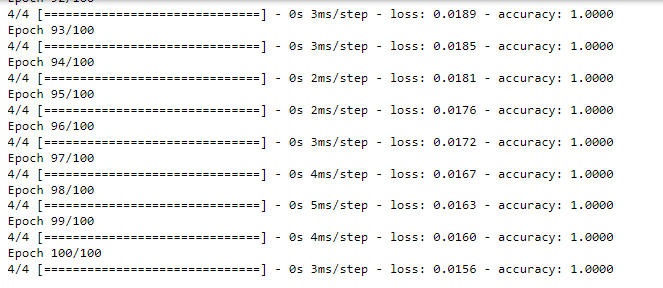 Epoch 92/100
4/4 [==============================] - 0s 3ms/step - loss: 0.0189 - accuracy: 1.0000
Epoch 93/100
4/4 [==============================] - 0s 3ms/step - loss: 0.0185 - accuracy: 1.0000
Epoch 94/100
4/4 [==============================] - 0s 2ms/step - loss: 0.0181 - accuracy: 1.0000
Epoch 95/100
4/4 [==============================] - 0s 2ms/step - loss: 0.0176 - accuracy: 1.0000
Epoch 96/100
4/4 [==============================] - 0s 3ms/step - loss: 0.0172 - accuracy: 1.0000
Epoch 97/100
4/4 [==============================] - 0s 4ms/step - loss: 0.0167 - accuracy: 1.0000
Epoch 98/100
4/4 [==============================] - 0s 5ms/step - loss: 0.0163 - accuracy: 1.0000
Epoch 99/100
4/4 [==============================] - 0s 4ms/step - loss: 0.0160 - accuracy: 1.0000
Epoch 100/100
4/4 [==============================] - 0s 3ms/step - loss: 0.0156 - accuracy: 1.0000